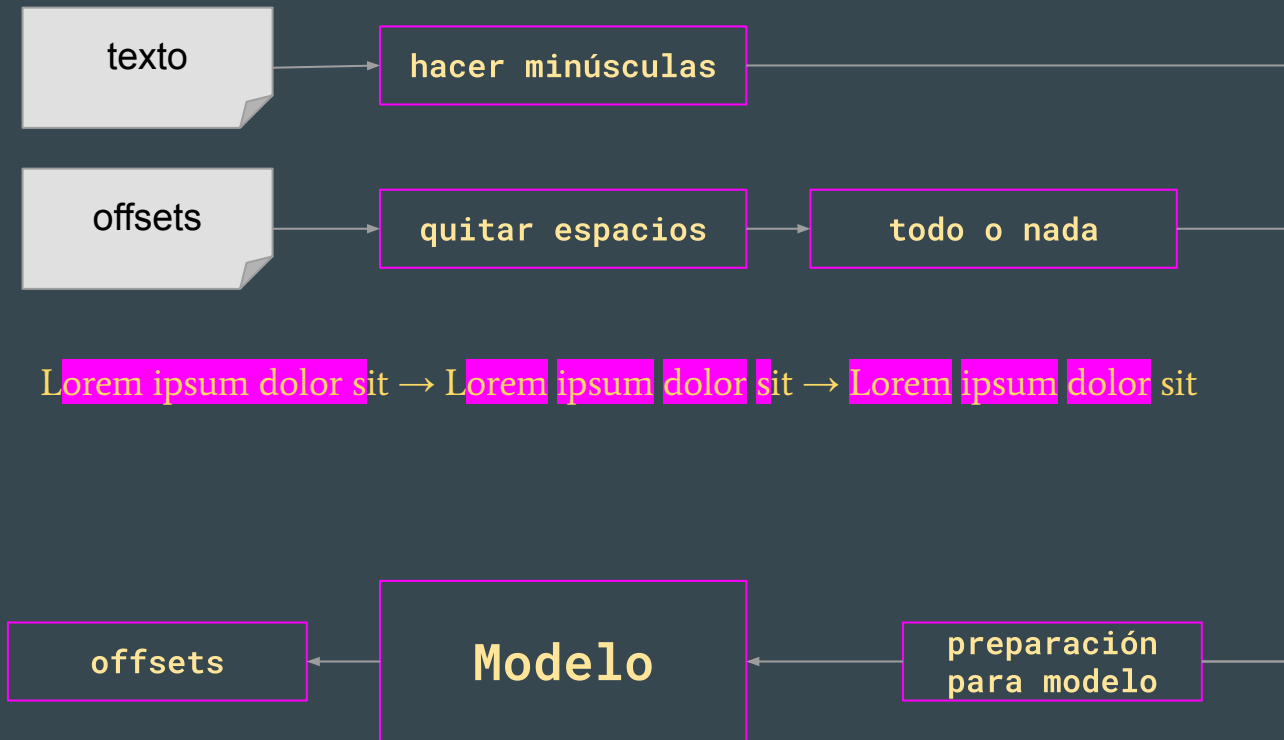 texto
hacer minúsculas
offsets
quitar espacios
todo o nada
Lorem ipsum dolor sit → Lorem ipsum dolor sit → Lorem ipsum dolor sit
offsets
Modelo
preparación
para modelo